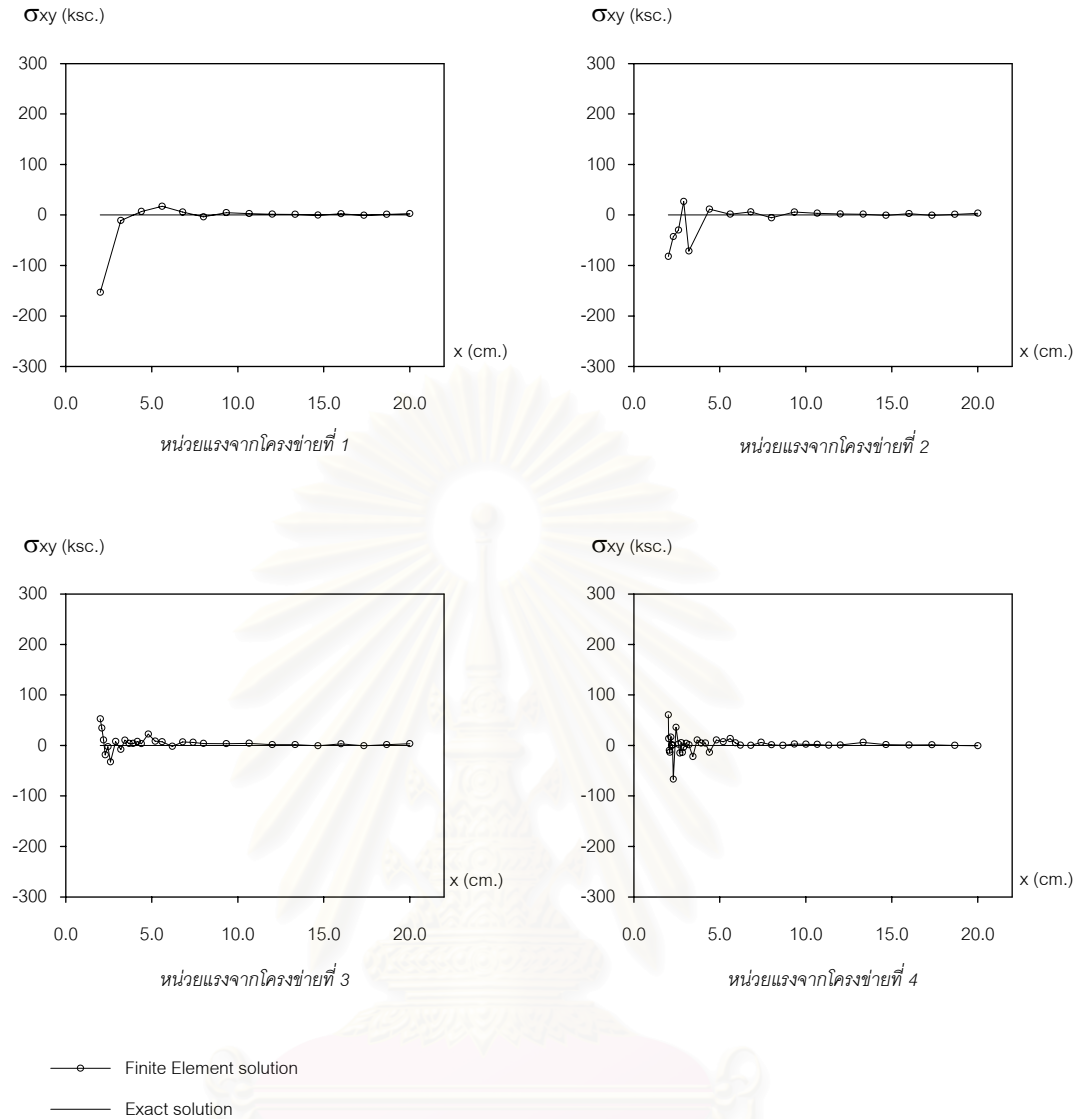 σxy (ksc.)
σxy (ksc.)
300
200
100
0
-100
-200
-300
x (cm.)
0.0 5.0 10.0 15.0 20.0
หน่วยแรงจากโครงข่ายที่ 1
300
200
100
0
-100
-200
-300
x (cm.)
0.0 5.0 10.0 15.0 20.0
หน่วยแรงจากโครงข่ายที่ 2
σxy (ksc.)
σxy (ksc.)
300
200
100
0
-100
-200
-300
x (cm.)
0.0 5.0 10.0 15.0 20.0
หน่วยแรงจากโครงข่ายที่ 3
300
200
100
0
-100
-200
-300
x (cm.)
0.0 5.0 10.0 15.0 20.0
หน่วยแรงจากโครงข่ายที่ 4
Finite Element solution
Exact solution